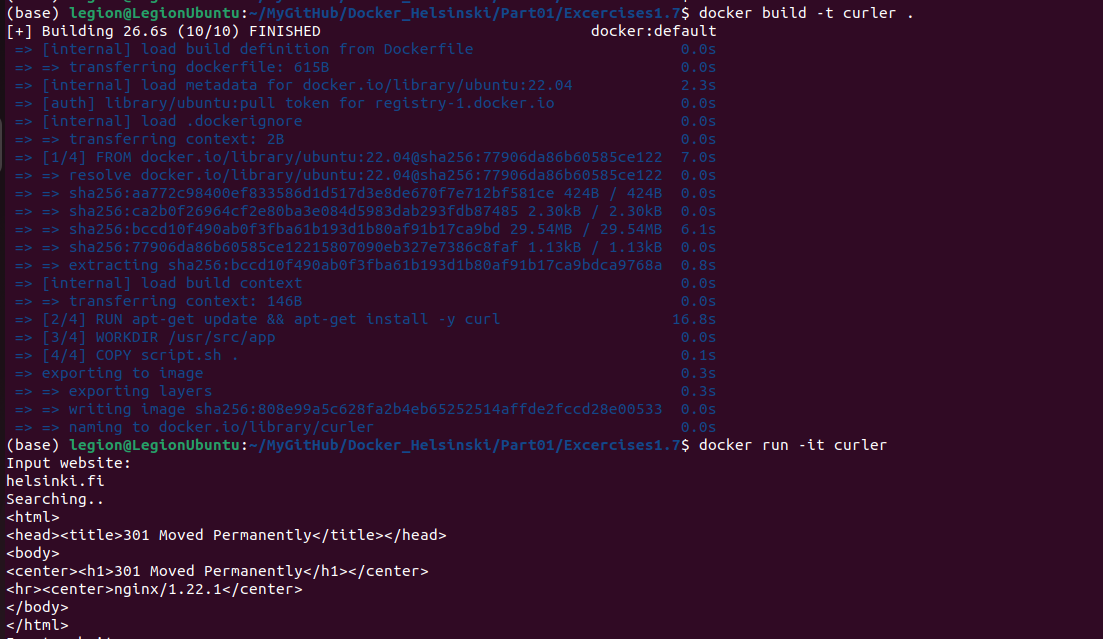 (base) legion@LegionUbuntu:~/MyGitHub/Docker_Helsinski/Part01/Excercises1.7$ docker build -t curler .
[+] Building 26.6s (10/10) FINISHED docker:default
=> [internal] load build definition from Dockerfile 0.0s
=> => transferring dockerfile: 615B 0.0s
=> [internal] load metadata for docker.io/library/ubuntu:22.04 2.3s
=> [auth] library/ubuntu:pull token for registry-1.docker.io 0.0s
=> [internal] load .dockerignore 0.0s
=> => transferring context: 2B 0.0s
=> [1/4] FROM docker.io/library/ubuntu:22.04@sha256:77906da86b60585ce122 7.0s
=> => resolve docker.io/library/ubuntu:22.04@sha256:77906da86b60585ce122 0.0s
=> => sha256:aa772c98400ef833586d1d517d3e8de670f7e712bf581ce 424B / 424B 0.0s
=> => sha256:ca2b0f26964cf2e80ba3e084d5983dab293fdb87485 2.30kB / 2.30kB 0.0s
=> => sha256:bccd10f490ab0f3fba61b193d1b80af91b17ca9bd 29.54MB / 29.54MB 6.1s
=> => sha256:77906da86b60585ce12215807090eb327e7386c8faf 1.13kB / 1.13kB 0.0s
=> => extracting sha256:bccd10f490ab0f3fba61b193d1b80af91b17ca9bdca9768a 0.8s
=> [internal] load build context 0.0s
=> => transferring context: 146B 0.0s
=> [2/4] RUN apt-get update && apt-get install -y curl 16.8s
=> [3/4] WORKDIR /usr/src/app 0.0s
=> [4/4] COPY script.sh . 0.1s
=> exporting to image 0.3s
=> => exporting layers 0.3s
=> => writing image sha256:808e99a5c628fa2b4eb65252514affde2fccd28e00533 0.0s
=> => naming to docker.io/library/curler 0.0s
(base) legion@LegionUbuntu:~/MyGitHub/Docker_Helsinski/Part01/Excercises1.7$ docker run -it curler
Input website:
helsinki.fi
Searching..
<html>
<head><title>301 Moved Permanently</title></head>
<body>
<center><h1>301 Moved Permanently</h1></center>
<hr><center>nginx/1.22.1</center>
</body>
</html>